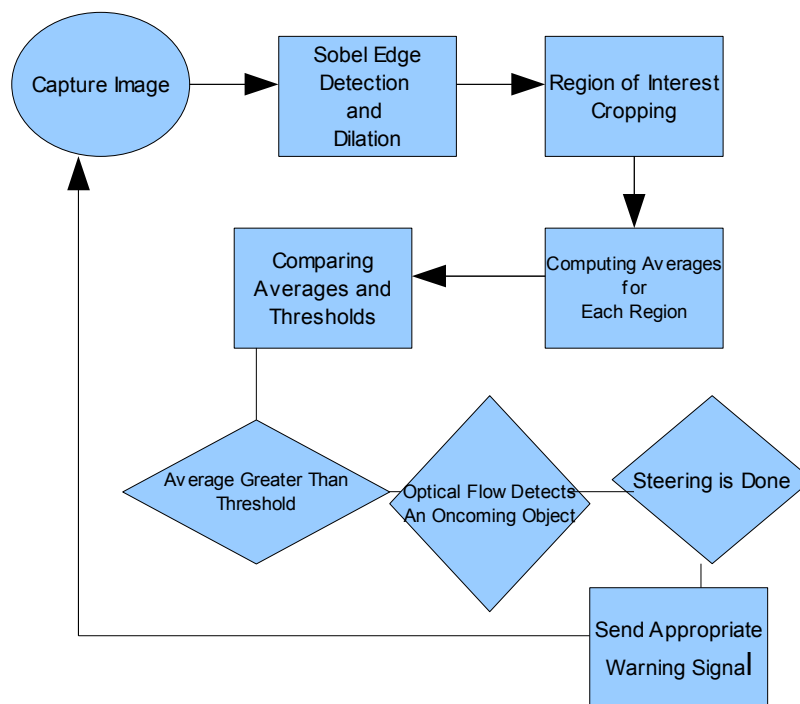 Capture Image
Sobel Edge
Detection
and
Dilation
Region of Interest
Cropping
Computing Averages
for
Each Region
Comparing
Averages and
Thresholds
Average Greater Than
Threshold
Optical Flow Detects
An Oncoming Object
Steering is Done
Send Appropriate
Warning Signal